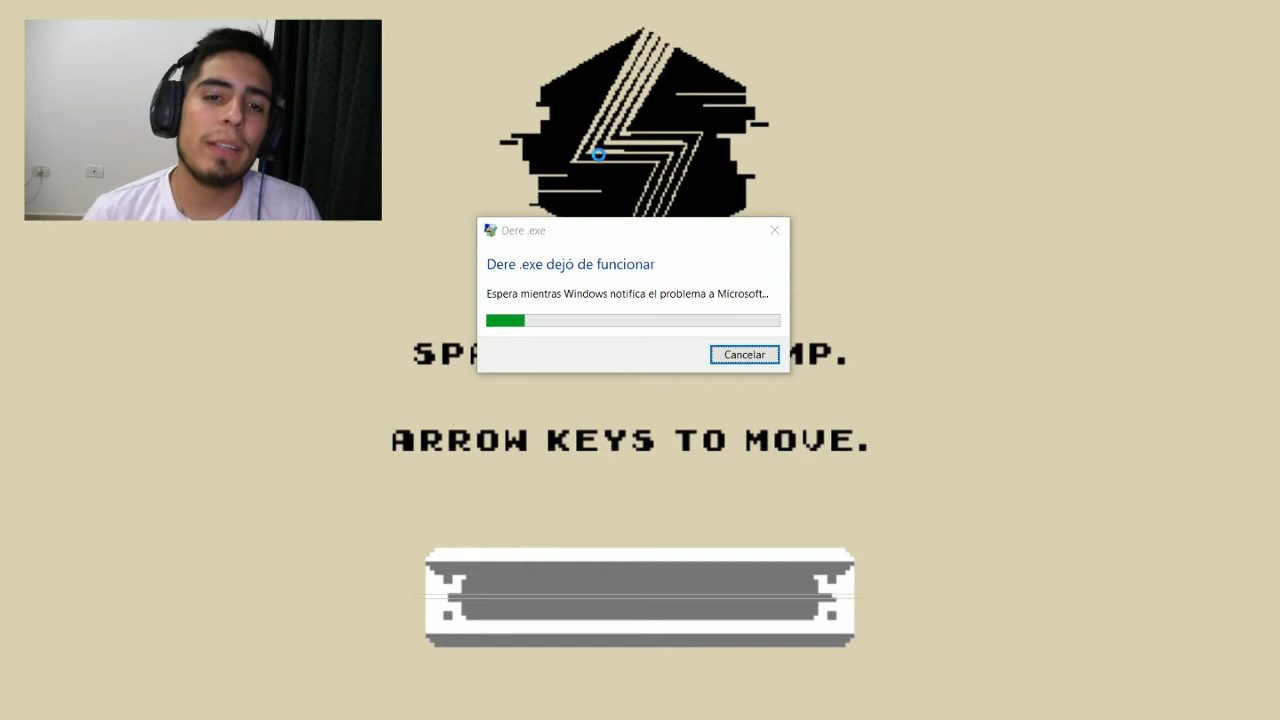 Dere .exe
Dere .exe dejó de funcionar
Espera mientras Windows notifica el problema a Microsoft...
Cancelar
SPA MP.
ARROW KEYS TO MOVE.